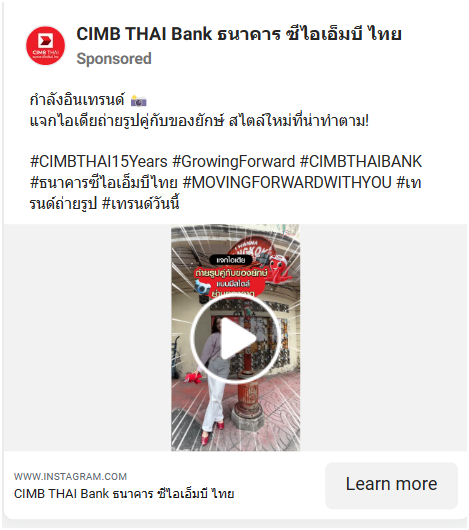 CIMB THAI Bank ธนาคาร ซีไอเอ็มบี ไทย
Sponsored
กำลังอินเทรนด์
แจกไอเดียถ่ายรูปคู่กับของยักษ์ สไตล์ใหม่ที่น่าทำตาม!
#CIMBTHAI15Years #GrowingForward #CIMBTHAIBANK
#ธนาคารซีไอเอ็มบีไทย #MOVINGFORWARDWITHYOU #เท
รนด์ถ่ายรูป #เทรนด์วันนี้
CIMB THAI
แจกไอเดีย
ถ่ายรูปคู่กับของยักษ์
แบบมีสไตล์
WWW.INSTAGRAM.COM
CIMB THAI Bank ธนาคาร ซีไอเอ็มบี ไทย
Learn more